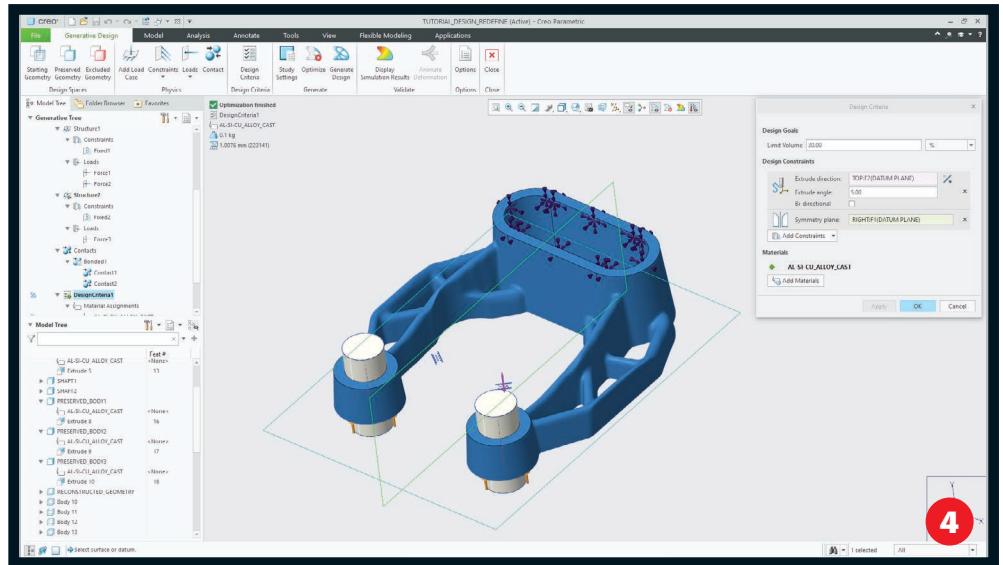 creo
TUTORIAL_DESIGN_REDEFINE (Active) - Creo Parametric
File Generative Design Model Analysis Annotate Tools View Flexible Modeling Applications
Starting Geometry Preserved Geometry Excluded Geometry Add Load Case Constraints Loads Contact Design Criteria Study Settings Optimize Generate Design Display Simulation Results Animate Deformation Options Close
Design Spaces Physics Design Criteria Generate Validate Options Close
Model Tree Folder Browser Favorites
Generative Tree
Structure1
Constraints
Fixed1
Loads
Force1
Force2
Structure2
Constraints
Fixed2
Loads
Force3
Contacts
Bonded1
Contact1
Contact2
DesignCriteria1
Material Assignments
Model Tree
Feat #
AL-SI-CU_ALLOY_CAST <None>
Extrude 5 13
SHAFT1
SHAFT2
PRESERVED_BODY1
AL-SI-CU_ALLOY_CAST <None>
Extrude 8 16
PRESERVED_BODY2
AL-SI-CU_ALLOY_CAST <None>
Extrude 9 17
PRESERVED_BODY3
AL-SI-CU_ALLOY_CAST <None>
Extrude 10 18
RECONSTRUCTED_GEOMETRY
Body 10
Body 11
Body 12
Body 13
Optimization finished
DesignCriteria1
AL-SI-CU_ALLOY_CAST
0.1 kg
1.0076 mm (223141)
Design Criteria
Design Goals
Limit Volume 30.00 %
Design Constraints
Extrude direction: TOP:F2(DATUM PLANE)
Extrude angle: 5.00
Bi directional
Symmetry plane: RIGHT:F1(DATUM PLANE)
Add Constraints
Materials
AL-SI-CU_ALLOY_CAST
Add Materials
Apply OK Cancel
Y
X
4
Select surface or datum.
1 selected All